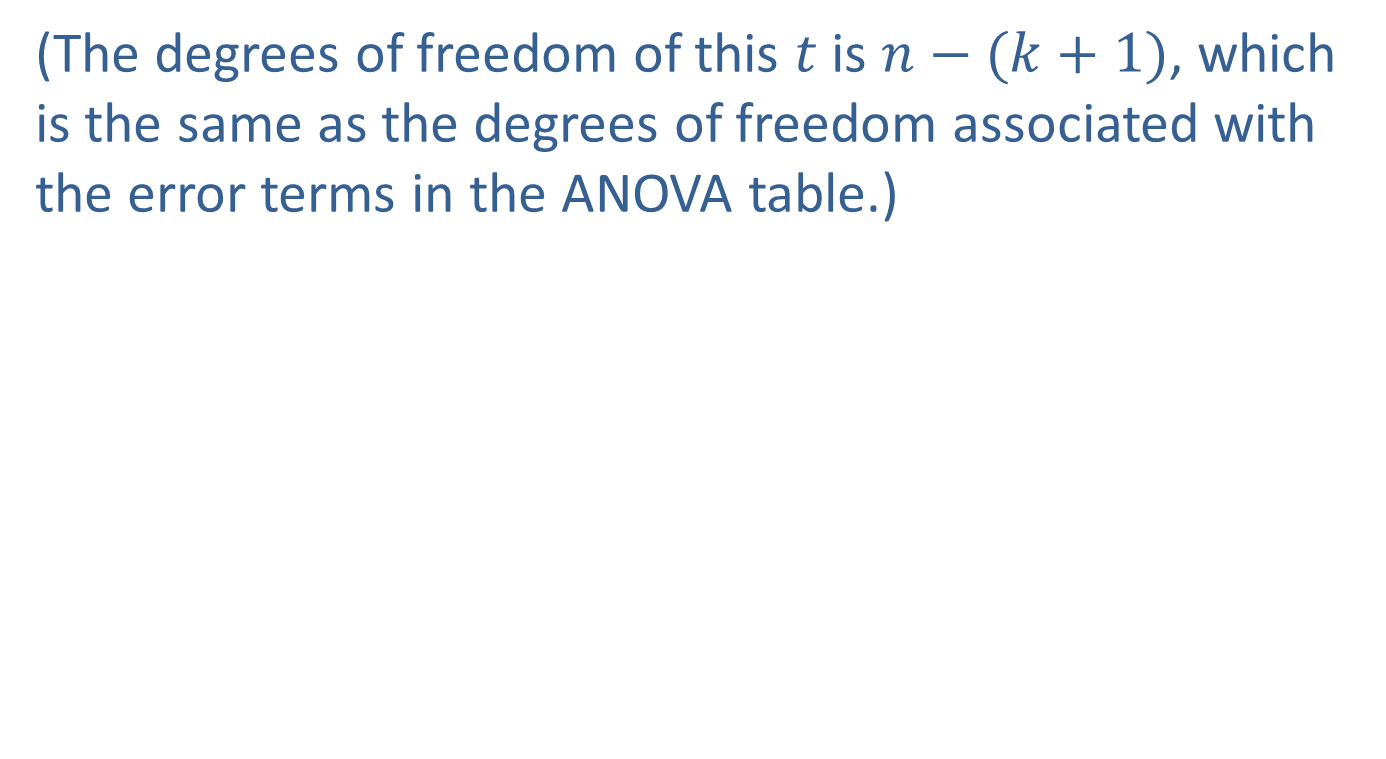 (The degrees of freedom of this t is n − (k + 1), which
is the same as the degrees of freedom associated with
the error terms in the ANOVA table.)